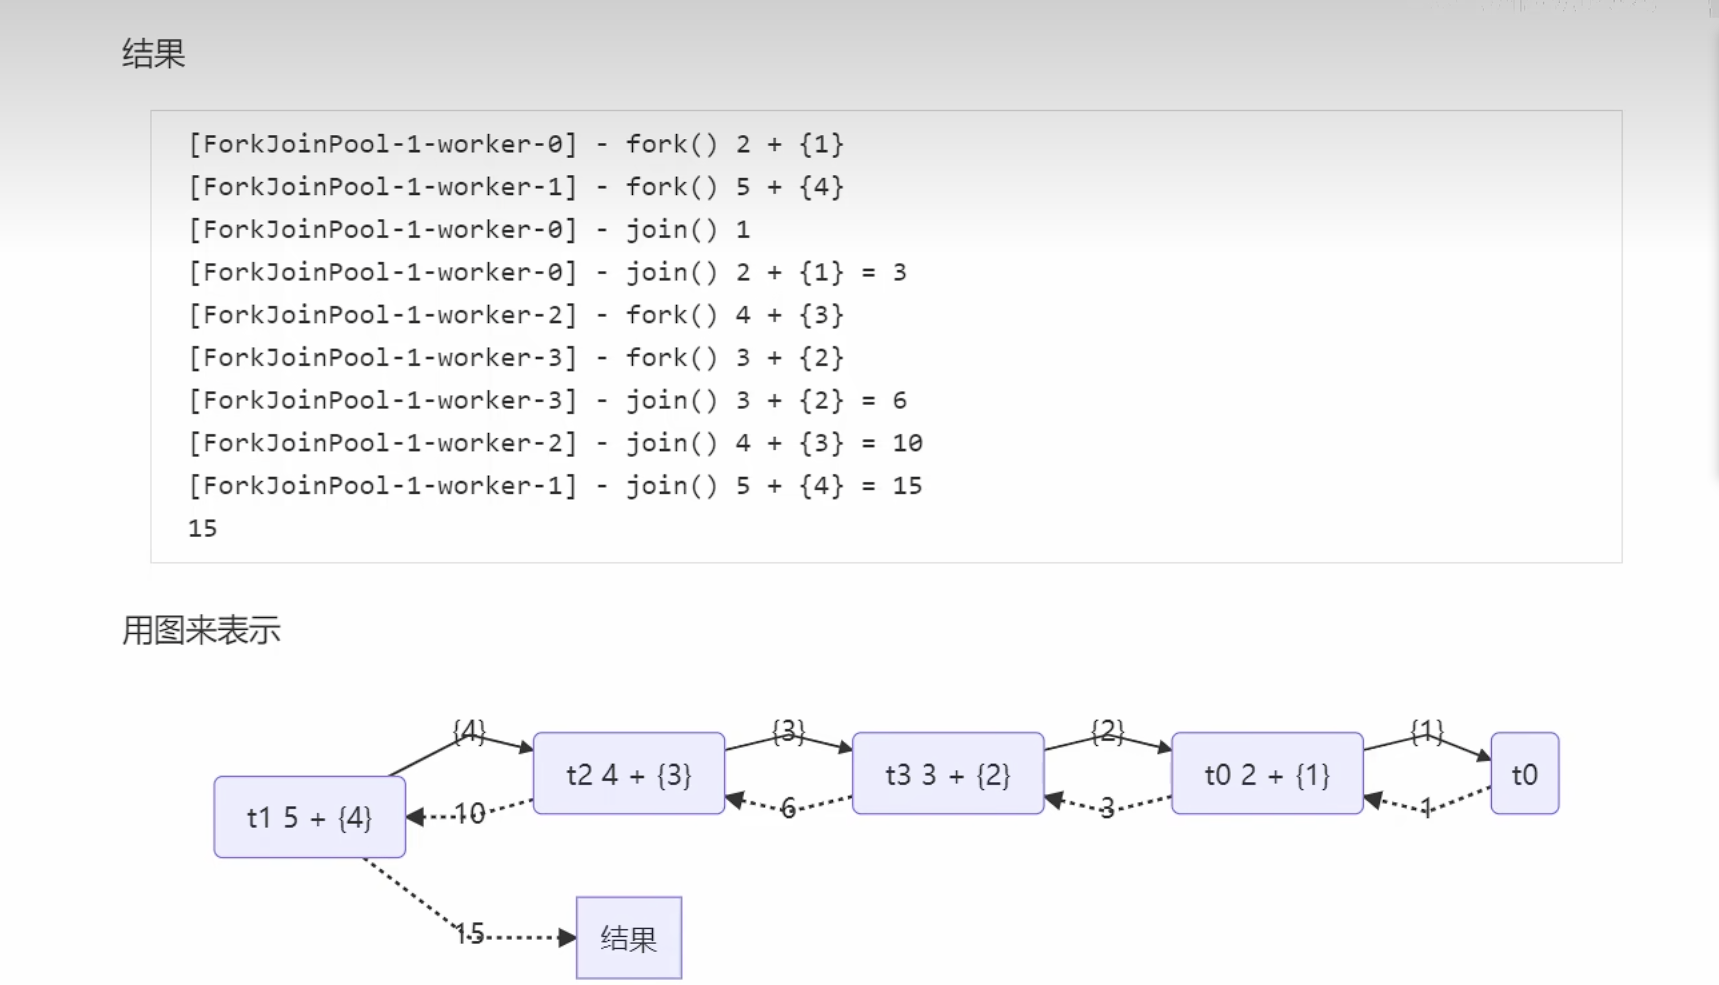 结果
[ForkJoinPool-1-worker-0] - fork() 2 + {1}
[ForkJoinPool-1-worker-1] - fork() 5 + {4}
[ForkJoinPool-1-worker-0] - join() 1
[ForkJoinPool-1-worker-0] - join() 2 + {1} = 3
[ForkJoinPool-1-worker-2] - fork() 4 + {3}
[ForkJoinPool-1-worker-3] - fork() 3 + {2}
[ForkJoinPool-1-worker-3] - join() 3 + {2} = 6
[ForkJoinPool-1-worker-2] - join() 4 + {3} = 10
[ForkJoinPool-1-worker-1] - join() 5 + {4} = 15
15
用图来表示
{4}
{3}
{2}
{1}
t1 5 + {4}
t2 4 + {3}
t3 3 + {2}
t0 2 + {1}
t0
10
6
3
1
15
结果